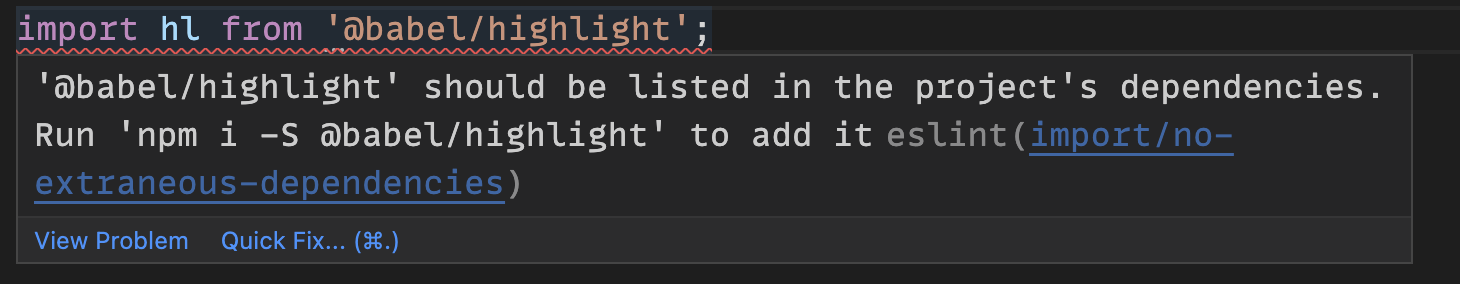 import hl from '@babel/highlight';
'@babel/highlight' should be listed in the project's dependencies.
Run 'npm i -S @babel/highlight' to add it eslint(import/no-
extraneous-dependencies)
View Problem Quick Fix... (⌘.)